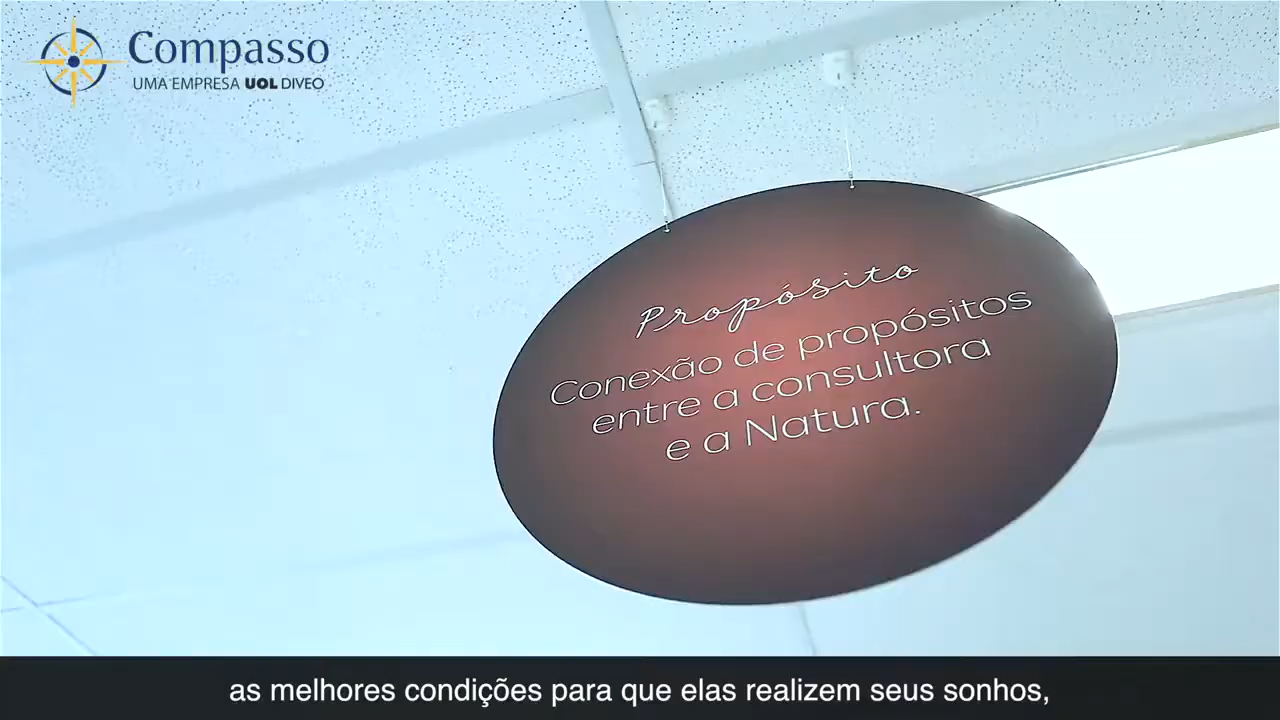 Compasso
UMA EMPRESA UOL DIVEO
Propósito
Conexão de propósitos
entre a consultora
e a Natura.
as melhores condições para que elas realizem seus sonhos,